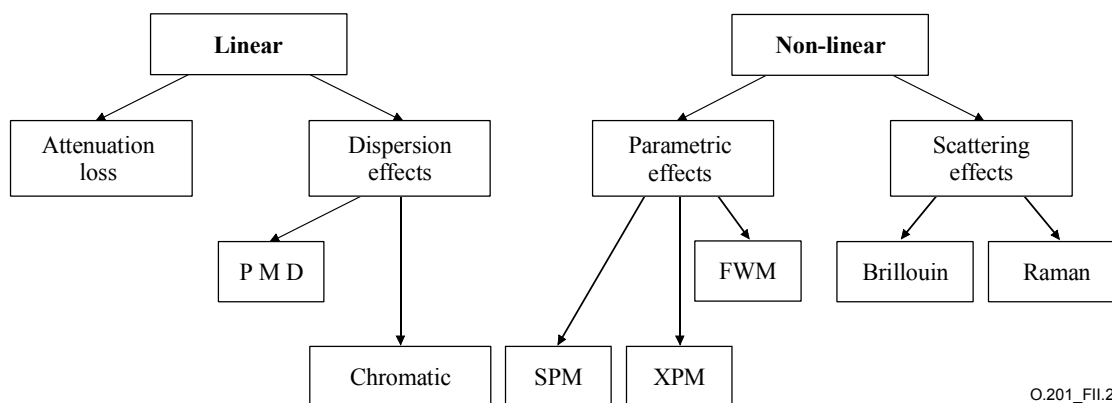 Linear
Non-linear
Attenuation
loss
Dispersion
effects
Parametric
effects
Scattering
effects
P M D
FWM
Brillouin
Raman
Chromatic
SPM
XPM
O.201_FII.2